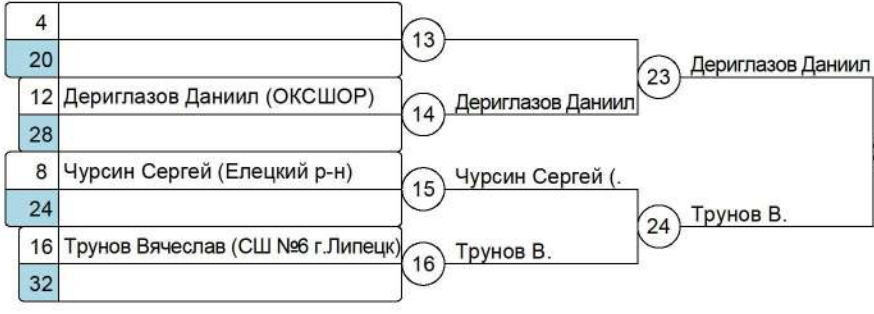 4
13
20
23
Дериглазов Даниил
12 Дериглазов Даниил (ОКСШОР)
14
Дериглазов Даниил
28
8 Чурсин Сергей (Елецкий р-н)
15
Чурсин Сергей (.
24
24
Трунов В.
16 Трунов Вячеслав (СШ №6 г.Липецк)
16
Трунов В.
32